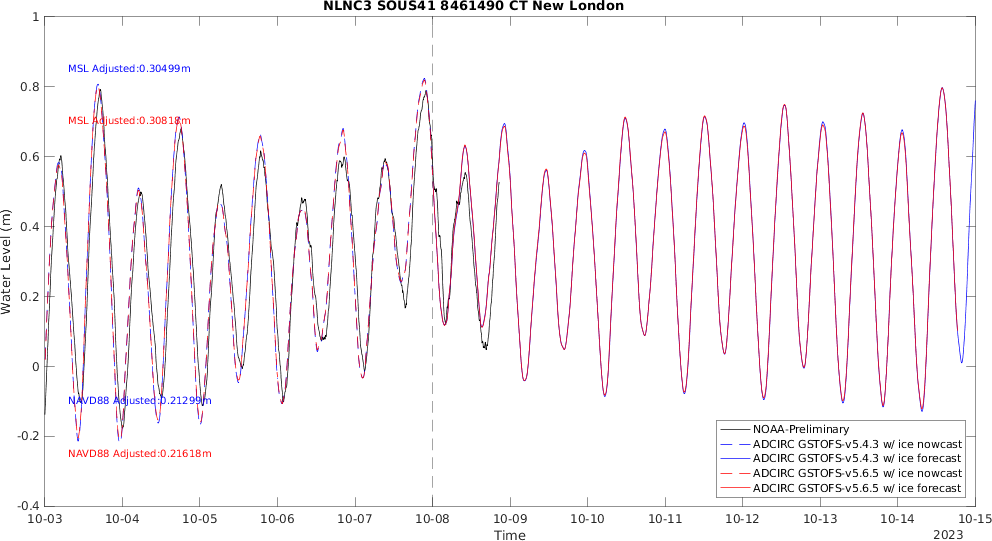 NLNC3 SOUS41 8461490 CT New London
1
0.8
0.6
0.4
0.2
0
-0.2
-0.4
Water Level (m)
MSL Adjusted:0.30499m
MSL Adjusted:0.30818m
NAVD88 Adjusted:0.21299m
NAVD88 Adjusted:0.21618m
NOAA-Preliminary
ADCIRC GSTOFS-v5.4.3 w/ ice nowcast
ADCIRC GSTOFS-v5.4.3 w/ ice forecast
ADCIRC GSTOFS-v5.6.5 w/ ice nowcast
ADCIRC GSTOFS-v5.6.5 w/ ice forecast
10-03 10-04 10-05 10-06 10-07 10-08 10-09 10-10 10-11 10-12 10-13 10-14 10-15
Time
2023